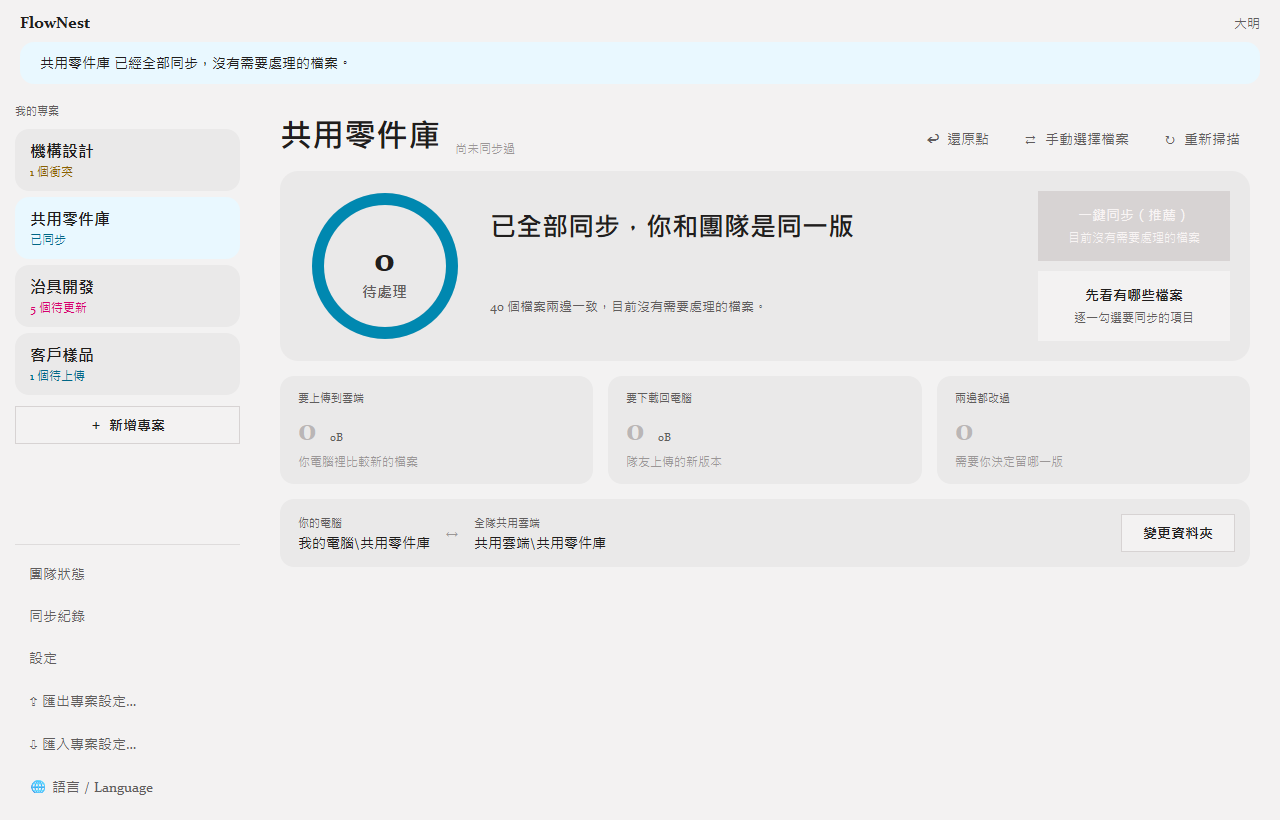 FlowNest
大明
共用零件庫 已經全部同步，沒有需要處理的檔案。
我的專案
機構設計
1 個衝突
共用零件庫
已同步
治具開發
5 個待更新
客戶樣品
1 個待上傳
+ 新增專案
團隊狀態
同步紀錄
設定
⇧ 匯出專案設定...
⇩ 匯入專案設定...
🌐 語言 / Language
共用零件庫
尚未同步過
↩ 還原點
⇄ 手動選擇檔案
↻ 重新掃描
0
待處理
已全部同步，你和團隊是同一版
40 個檔案兩邊一致，目前沒有需要處理的檔案。
一鍵同步（推薦）
目前沒有需要處理的檔案
先看有哪些檔案
逐一勾選要同步的項目
要上傳到雲端
0 0B
你電腦裡比較新的檔案
要下載回電腦
0 0B
隊友上傳的新版本
兩邊都改過
0
需要你決定留哪一版
你的電腦
我的電腦\共用零件庫
↔
全隊共用雲端
共用雲端\共用零件庫
變更資料夾